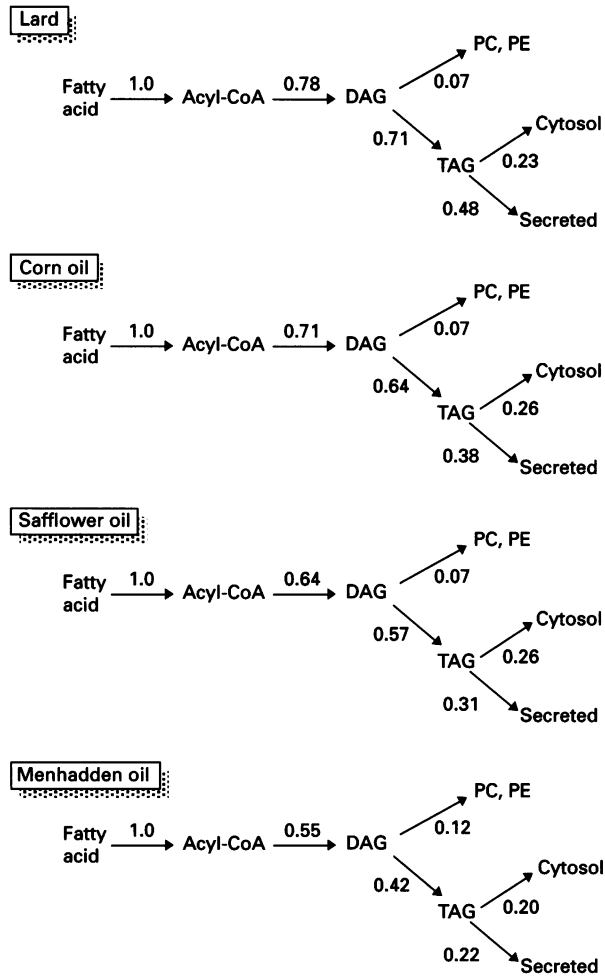 Lard
PC, PE
Fatty acid 1.0 Acyl-CoA 0.78 DAG 0.07
0.71 Cytosol
TAG 0.23
0.48
Secreted
Corn oil
PC, PE
Fatty acid 1.0 Acyl-CoA 0.71 DAG 0.07
0.64 Cytosol
TAG 0.26
0.38
Secreted
Safflower oil
PC, PE
Fatty acid 1.0 Acyl-CoA 0.64 DAG 0.07
0.57 Cytosol
TAG 0.26
0.31
Secreted
Menhadden oil
PC, PE
Fatty acid 1.0 Acyl-CoA 0.55 DAG 0.12
0.42 Cytosol
TAG 0.20
0.22
Secreted